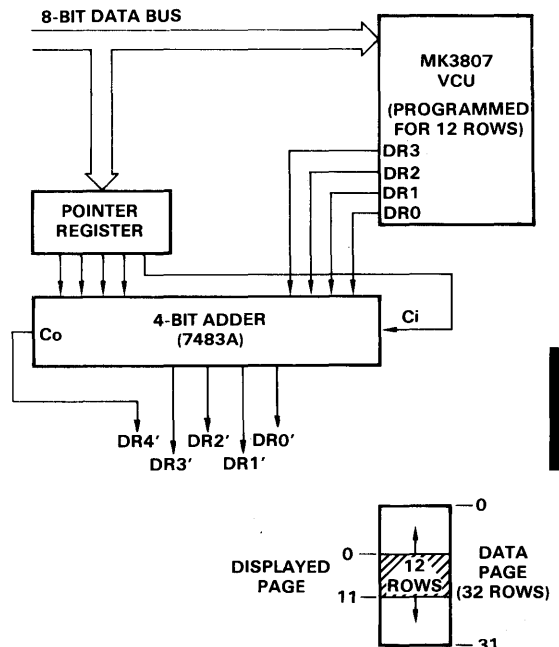 8-BIT DATA BUS
MK3807
VCU
(PROGRAMMED
FOR 12 ROWS)
DR3
DR2
DR1
DR0
POINTER
REGISTER
Ci
Co
4-BIT ADDER
(7483A)
DR4' DR2' DR0'
DR3' DR1'
0
0
DISPLAYED
PAGE
12
ROWS
DATA
PAGE
(32 ROWS)
11
31